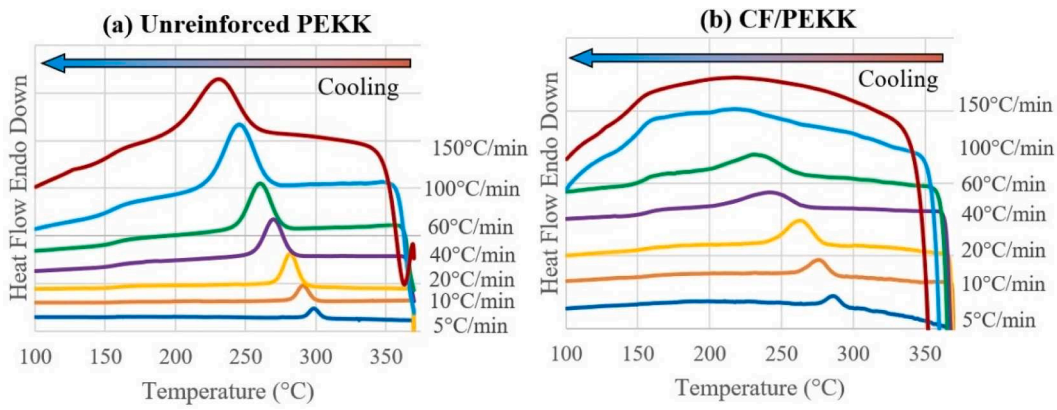 (a) Unreinforced PEKK
Heat Flow Endo Down
Cooling
150°C/min
100°C/min
60°C/min
40°C/min
20°C/min
10°C/min
5°C/min
100 150 200 250 300 350
Temperature (°C)
(b) CF/PEKK
Heat Flow Endo Down
Cooling
150°C/min
100°C/min
60°C/min
40°C/min
20°C/min
10°C/min
5°C/min
100 150 200 250 300 350
Temperature (°C)